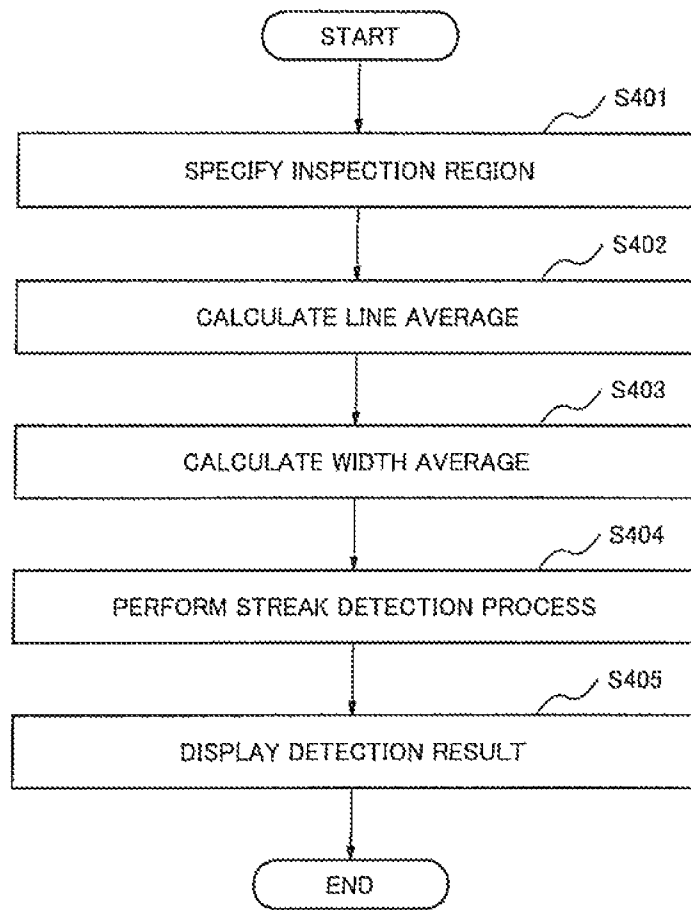 START
S401
SPECIFY INSPECTION REGION
S402
CALCULATE LINE AVERAGE
S403
CALCULATE WIDTH AVERAGE
S404
PERFORM STREAK DETECTION PROCESS
S405
DISPLAY DETECTION RESULT
END